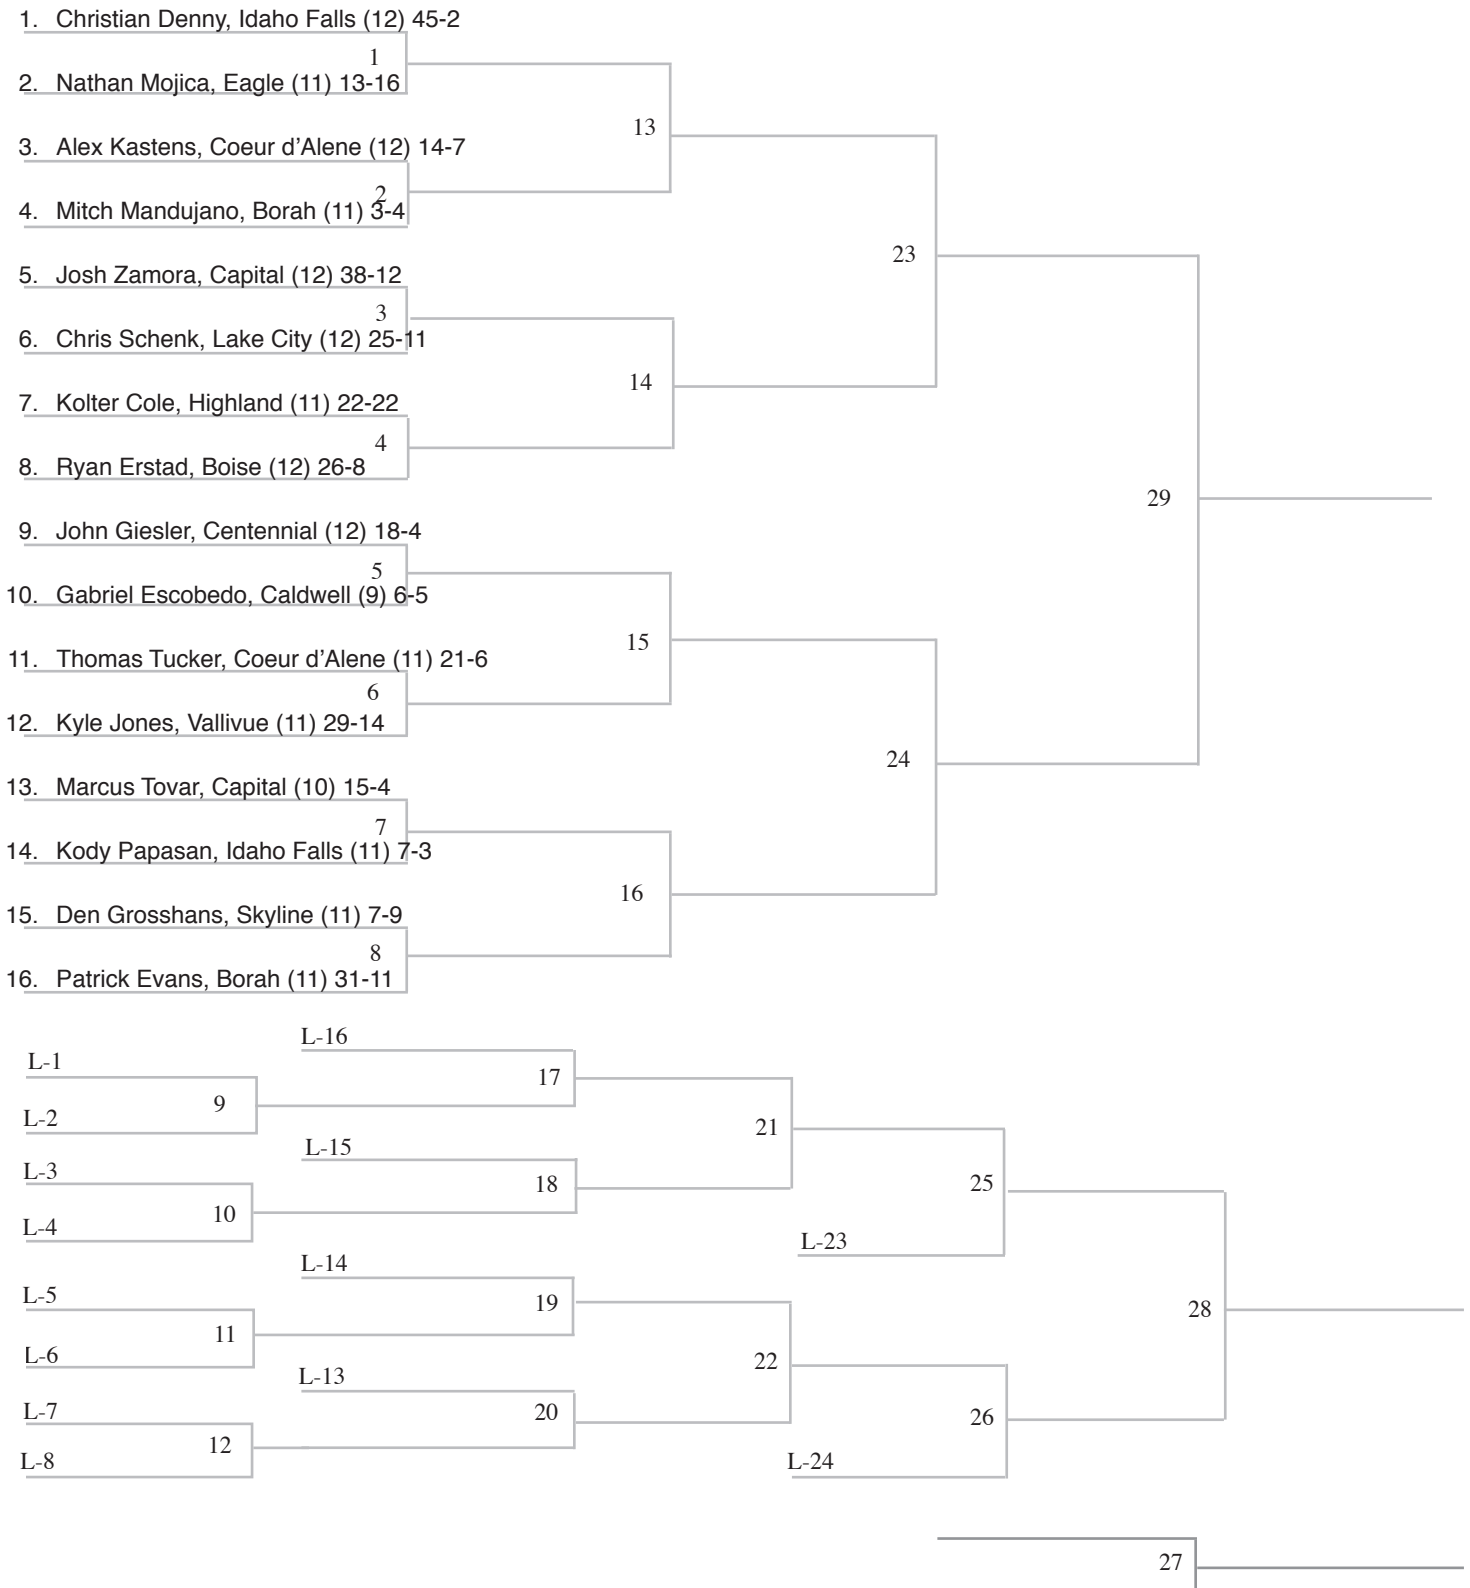 1. Christian Denny, Idaho Falls (12) 45-2
1
2. Nathan Mojica, Eagle (11) 13-16
13
3. Alex Kastens, Coeur d'Alene (12) 14-7
2
4. Mitch Mandujano, Borah (11) 3-4
23
5. Josh Zamora, Capital (12) 38-12
3
6. Chris Schenk, Lake City (12) 25-11
14
7. Kolter Cole, Highland (11) 22-22
4
8. Ryan Erstad, Boise (12) 26-8
29
9. John Giesler, Centennial (12) 18-4
5
10. Gabriel Escobedo, Caldwell (9) 6-5
15
11. Thomas Tucker, Coeur d'Alene (11) 21-6
6
12. Kyle Jones, Vallivue (11) 29-14
24
13. Marcus Tovar, Capital (10) 15-4
7
14. Kody Papasan, Idaho Falls (11) 7-3
16
15. Den Grosshans, Skyline (11) 7-9
8
16. Patrick Evans, Borah (11) 31-11
L-16
L-1
17
9
L-2
21
L-15
L-3
18
25
10
L-4
L-23
L-14
L-5
19
28
11
L-6
22
L-13
L-7
20
26
12
L-8
L-24
27